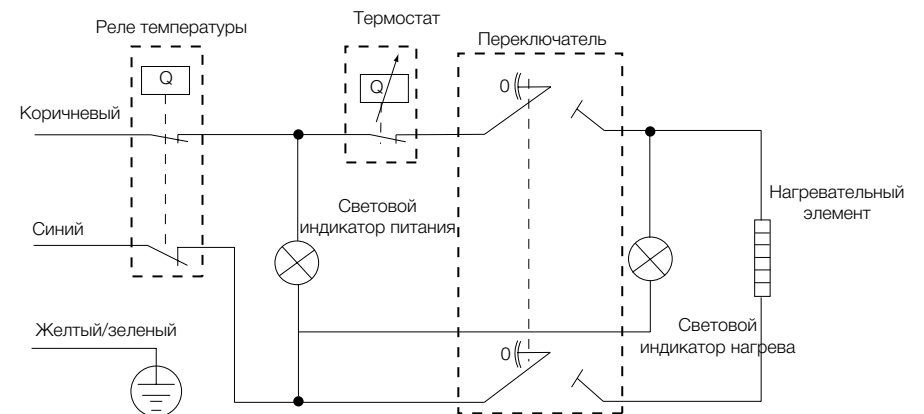 Реле температуры
Термостат
Переключатель
Q
Q
0
Коричневый
Нагревательный
элемент
Световой
индикатор питания
Синий
Желтый/зеленый
Световой
индикатор нагрева
0